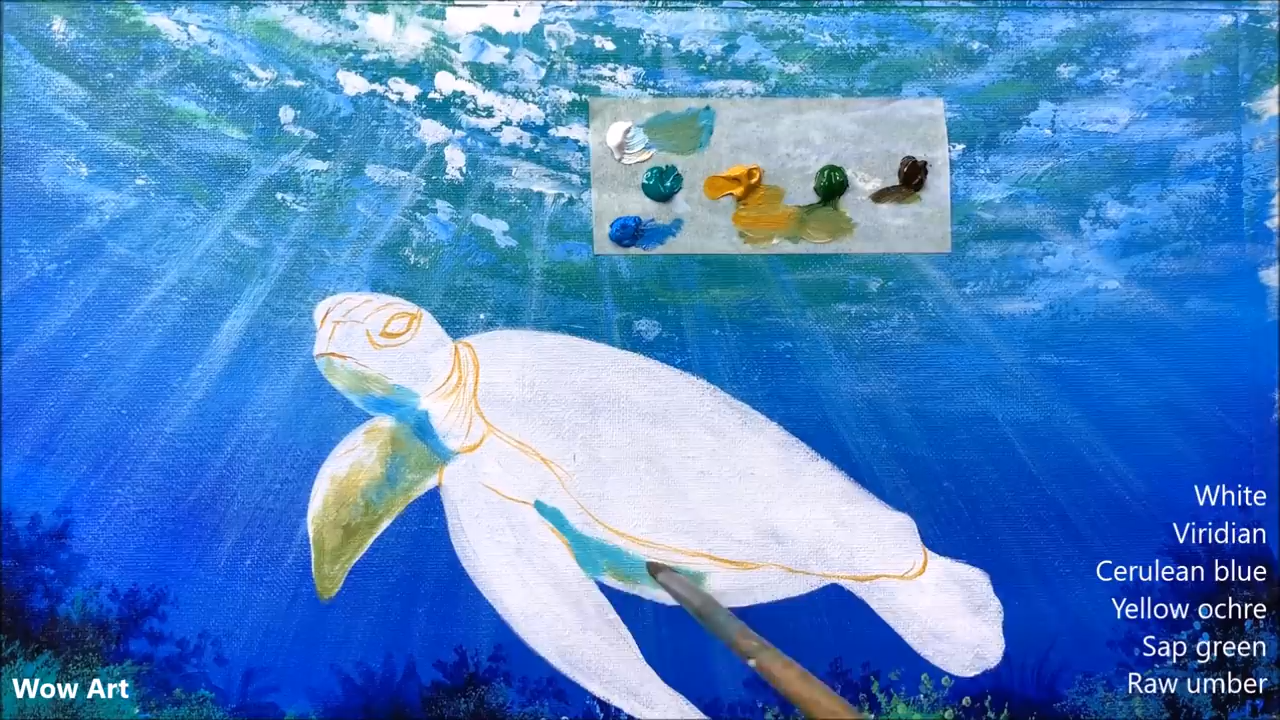 White
Viridian
Cerulean blue
Yellow ochre
Sap green
Raw umber
Wow Art